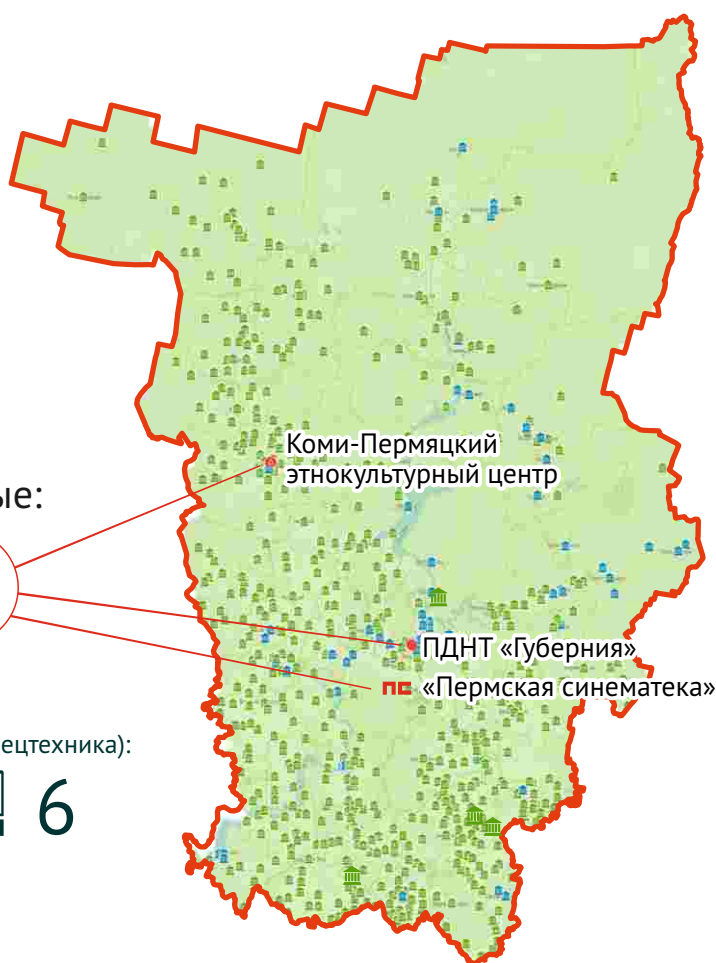 Коми-Пермяцкий
этнокультурный центр
ые:
ПДНТ «Губерния»
ПС «Пермская синематека»
ецтехника):
6